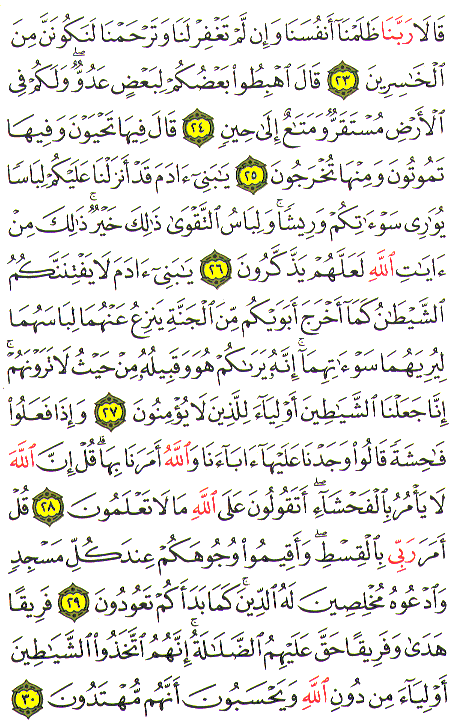 قَالَا رَبَّنَا ظَلَمْنَآ أَنفُسَنَا وَإِن لَّمْ تَغْفِرْ لَنَا وَتَرْحَمْنَا لَنَكُونَنَّ مِنَ
ٱلْخَٰسِرِينَ ٢٣ قَالَ ٱهْبِطُوا۟ بَعْضُكُمْ لِبَعْضٍ عَدُوٌّۖ وَلَكُمْ فِى
ٱلْأَرْضِ مُسْتَقَرٌّ وَمَتَٰعٌ إِلَىٰ حِينٍ ٢٤ قَالَ فِيهَا تَحْيَوْنَ وَفِيهَا
تَمُوتُونَ وَمِنْهَا تُخْرَجُونَ ٢٥ يَٰبَنِىٓ ءَادَمَ قَدْ أَنزَلْنَا عَلَيْكُمْ لِبَاسًا
يُوَٰرِى سَوْءَٰتِكُمْ وَرِيشًاۖ وَلِبَاسُ ٱلتَّقْوَىٰ ذَٰلِكَ خَيْرٌۚ ذَٰلِكَ مِنْ
ءَايَٰتِ ٱللَّهِ لَعَلَّهُمْ يَذَّكَّرُونَ ٢٦ يَٰبَنِىٓ ءَادَمَ لَا يَفْتِنَنَّكُمُ
ٱلشَّيْطَٰنُ كَمَآ أَخْرَجَ أَبَوَيْكُم مِّنَ ٱلْجَنَّةِ يَنزِعُ عَنْهُمَا لِبَاسَهُمَا
لِيُرِيَهُمَا سَوْءَٰتِهِمَآۗ إِنَّهُۥ يَرَىٰكُمْ هُوَ وَقَبِيلُهُۥ مِنْ حَيْثُ لَا تَرَوْنَهُمْۗ
إِنَّا جَعَلْنَا ٱلشَّيَٰطِينَ أَوْلِيَآءَ لِلَّذِينَ لَا يُؤْمِنُونَ ٢٧ وَإِذَا فَعَلُوا۟
فَٰحِشَةً قَالُوا۟ وَجَدْنَا عَلَيْهَآ ءَابَآءَنَا وَٱللَّهُ أَمَرَنَا بِهَاۗ قُلْ إِنَّ ٱللَّهَ
لَا يَأْمُرُ بِٱلْفَحْشَآءِۖ أَتَقُولُونَ عَلَى ٱللَّهِ مَا لَا تَعْلَمُونَ ٢٨ قُلْ
أَمَرَ رَبِّى بِٱلْقِسْطِۖ وَأَقِيمُوا۟ وُجُوهَكُمْ عِندَ كُلِّ مَسْجِدٍ
وَٱدْعُوهُ مُخْلِصِينَ لَهُ ٱلدِّينَۚ كَمَا بَدَأَكُمْ تَعُودُونَ ٢٩ فَرِيقًا
هَدَىٰ وَفَرِيقًا حَقَّ عَلَيْهِمُ ٱلضَّلَٰلَةُۗ إِنَّهُمُ ٱتَّخَذُوا۟ ٱلشَّيَٰطِينَ
أَوْلِيَآءَ مِن دُونِ ٱللَّهِ وَيَحْسَبُونَ أَنَّهُم مُّهْتَدُونَ ٣٠